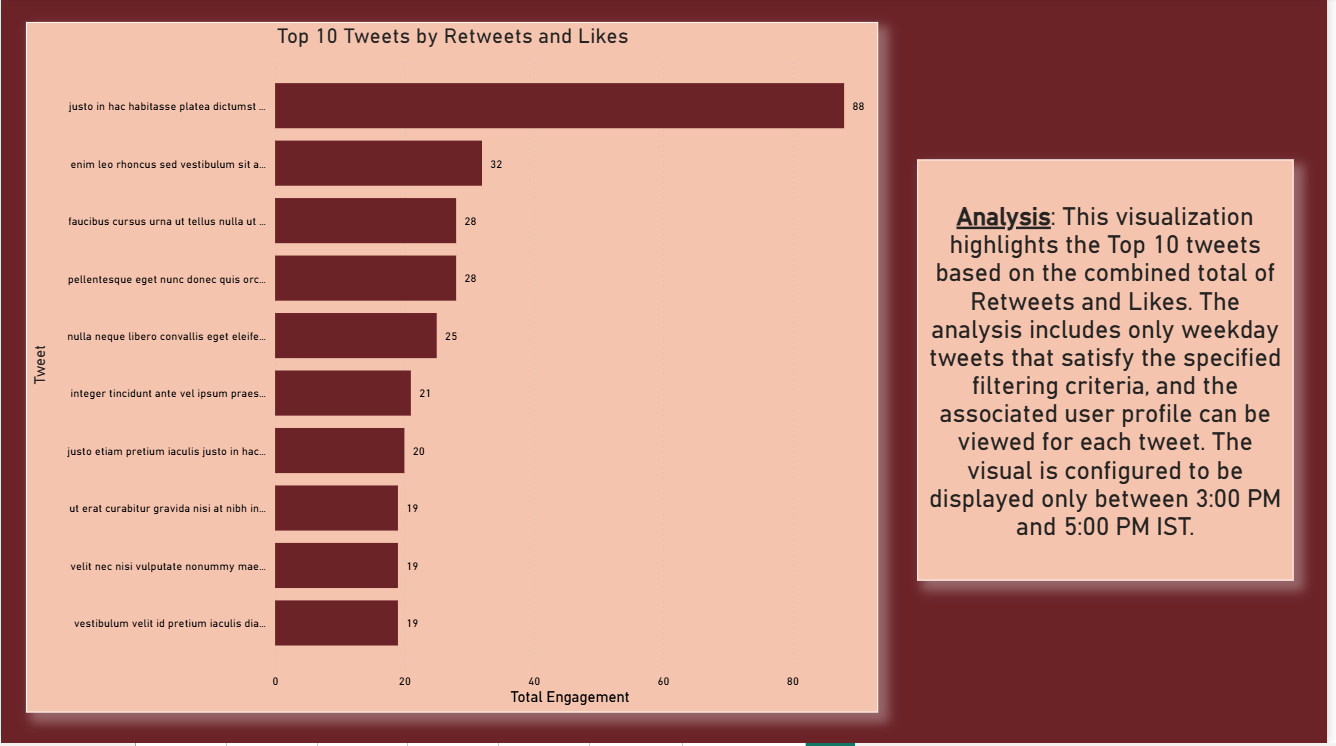 Top 10 Tweets by Retweets and Likes
justo in hac habitasse platea dictumst ...
88
enim leo rhoncus sed vestibulum sit a...
32
faucibus cursus urna ut tellus nulla ut ...
28
pellentesque eget nunc donec quis orc...
28
nulla neque libero convallis eget eleife...
25
integer tincidunt ante vel ipsum praes...
21
justo etiam pretium iaculis justo in hac...
20
ut erat curabitur gravida nisi at nibh in...
19
velit nec nisi vulputate nonummy mae...
19
vestibulum velit id pretium iaculis dia...
19
Tweet
0 20 40 60 80
Total Engagement
Analysis: This visualization
highlights the Top 10 tweets
based on the combined total of
Retweets and Likes. The
analysis includes only weekday
tweets that satisfy the specified
filtering criteria, and the
associated user profile can be
viewed for each tweet. The
visual is configured to be
displayed only between 3:00 PM
and 5:00 PM IST.